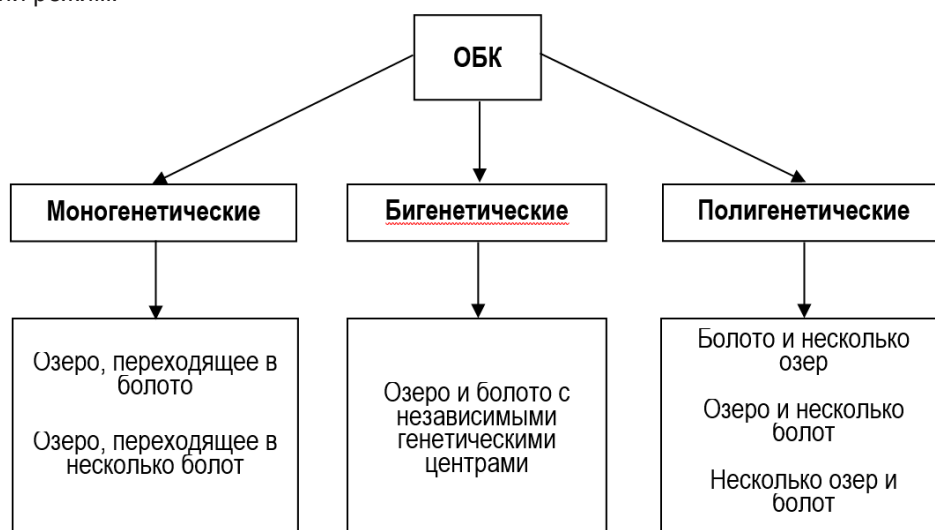 ОБК
Моногенетические
Бигенетические
Полигенетические
Озеро, переходящее в
болото
Озеро, переходящее в
несколько болот
Озеро и болото с
независимыми
генетическими
центрами
Болото и несколько
озер
Озеро и несколько
болот
Несколько озер и
болот